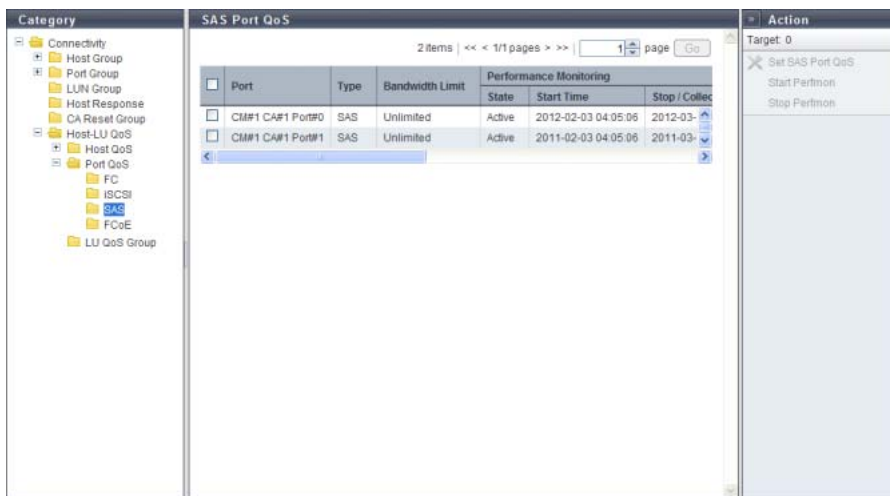 Category
Connectivity
Host Group
Port Group
LUN Group
Host Response
CA Reset Group
Host-LU QoS
Host QoS
Port QoS
FC
iSCSI
SAS
FCoE
LU QoS Group
SAS Port QoS
2 items | << < 1/1 pages > >> | 1 page Go
Port Type Bandwidth Limit Performance Monitoring
State Start Time Stop / Collec
CM#1 CA#1 Port#0 SAS Unlimited Active 2012-02-03 04:05:06 2012-03-
CM#1 CA#1 Port#1 SAS Unlimited Active 2011-02-03 04:05:06 2011-03-
» Action
Target: 0
Set SAS Port QoS
Start Perfmon
Stop Perfmon